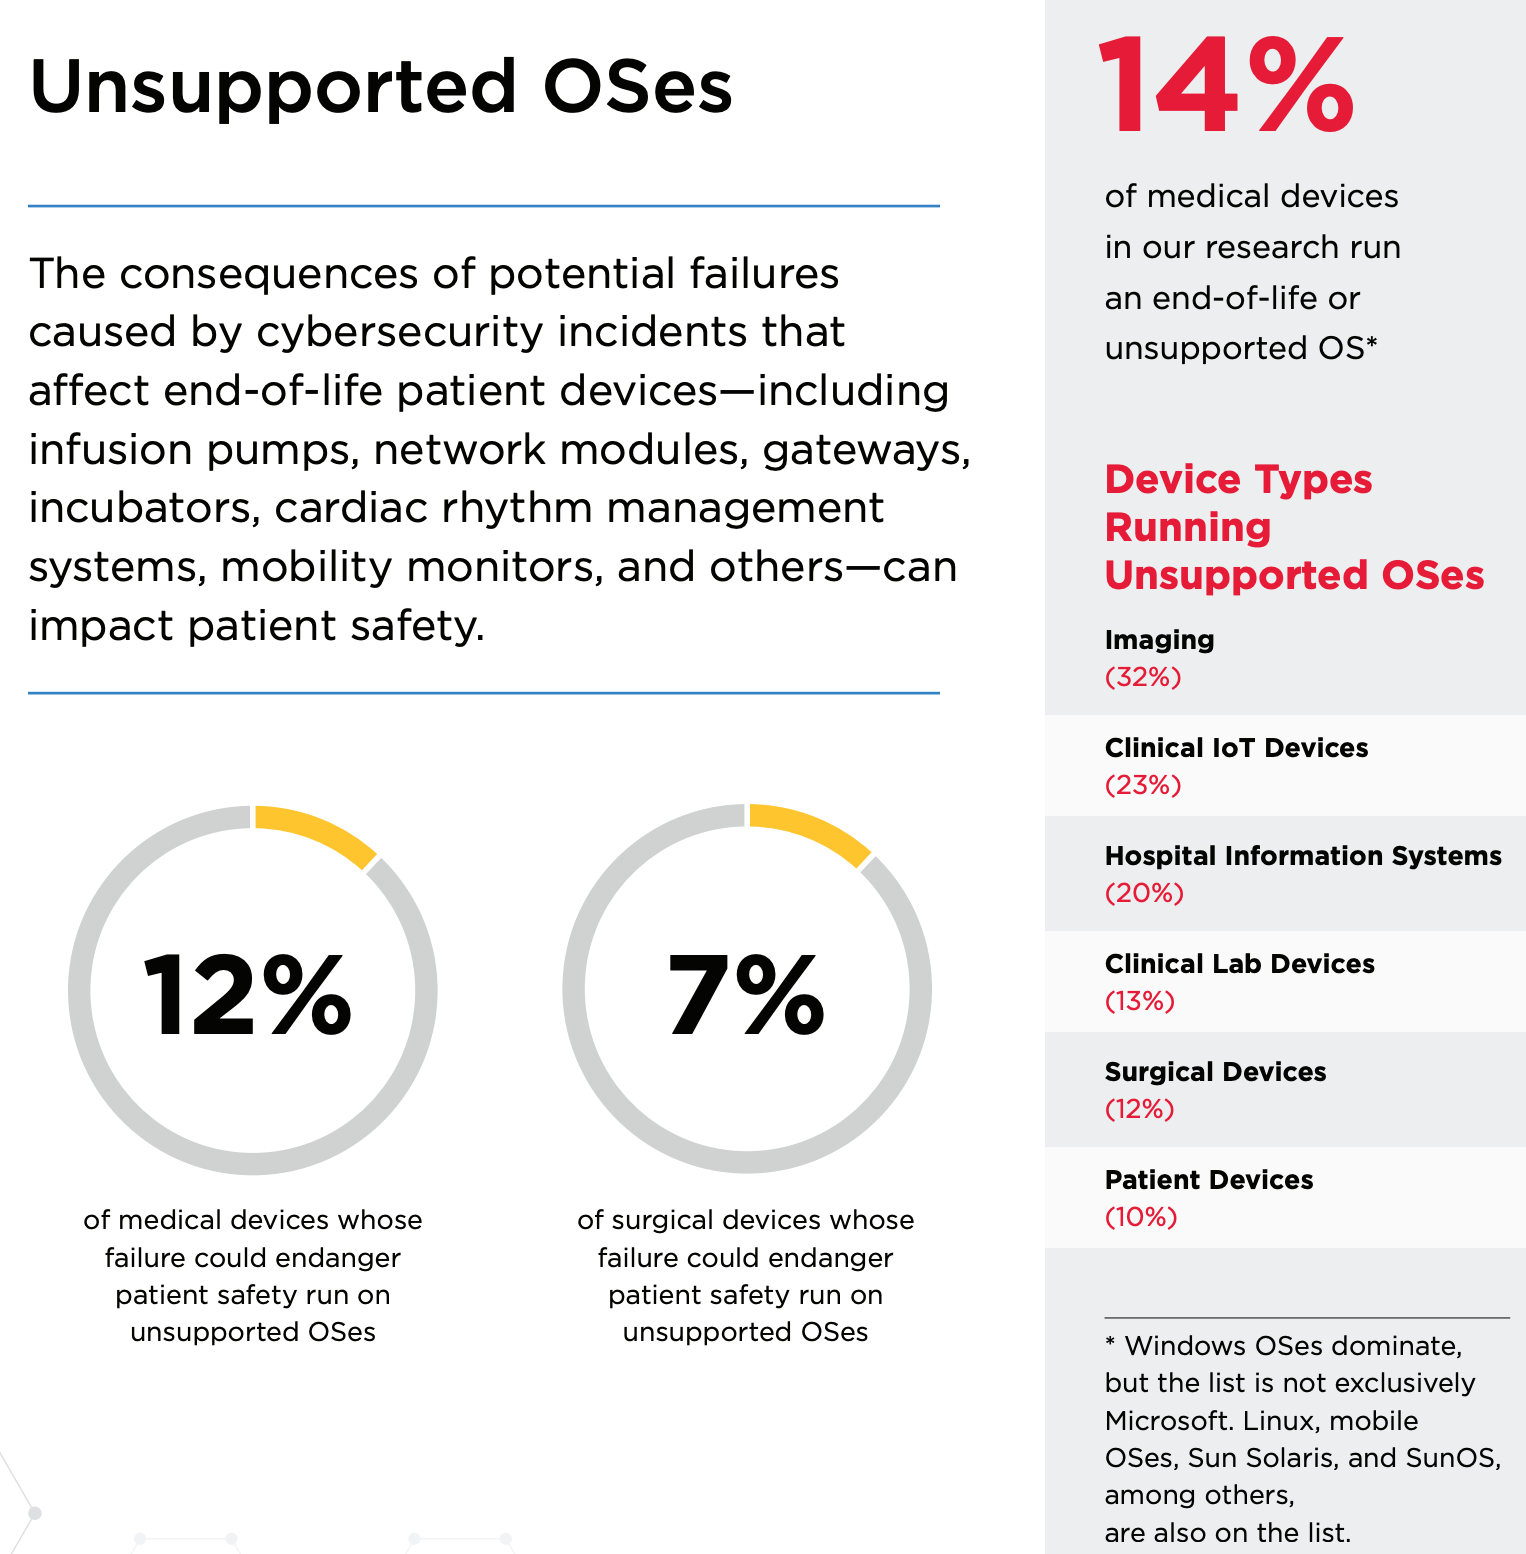 Unsupported OSes
The consequences of potential failures
caused by cybersecurity incidents that
affect end-of-life patient devices—including
infusion pumps, network modules, gateways,
incubators, cardiac rhythm management
systems, mobility monitors, and others—can
impact patient safety.
12%
of medical devices whose
failure could endanger
patient safety run on
unsupported OSes
7%
of surgical devices whose
failure could endanger
patient safety run on
unsupported OSes
14%
of medical devices
in our research run
an end-of-life or
unsupported OS*
Device Types
Running
Unsupported OSes
Imaging
(32%)
Clinical IoT Devices
(23%)
Hospital Information Systems
(20%)
Clinical Lab Devices
(13%)
Surgical Devices
(12%)
Patient Devices
(10%)
* Windows OSes dominate,
but the list is not exclusively
Microsoft. Linux, mobile
OSes, Sun Solaris, and SunOS,
among others,
are also on the list.